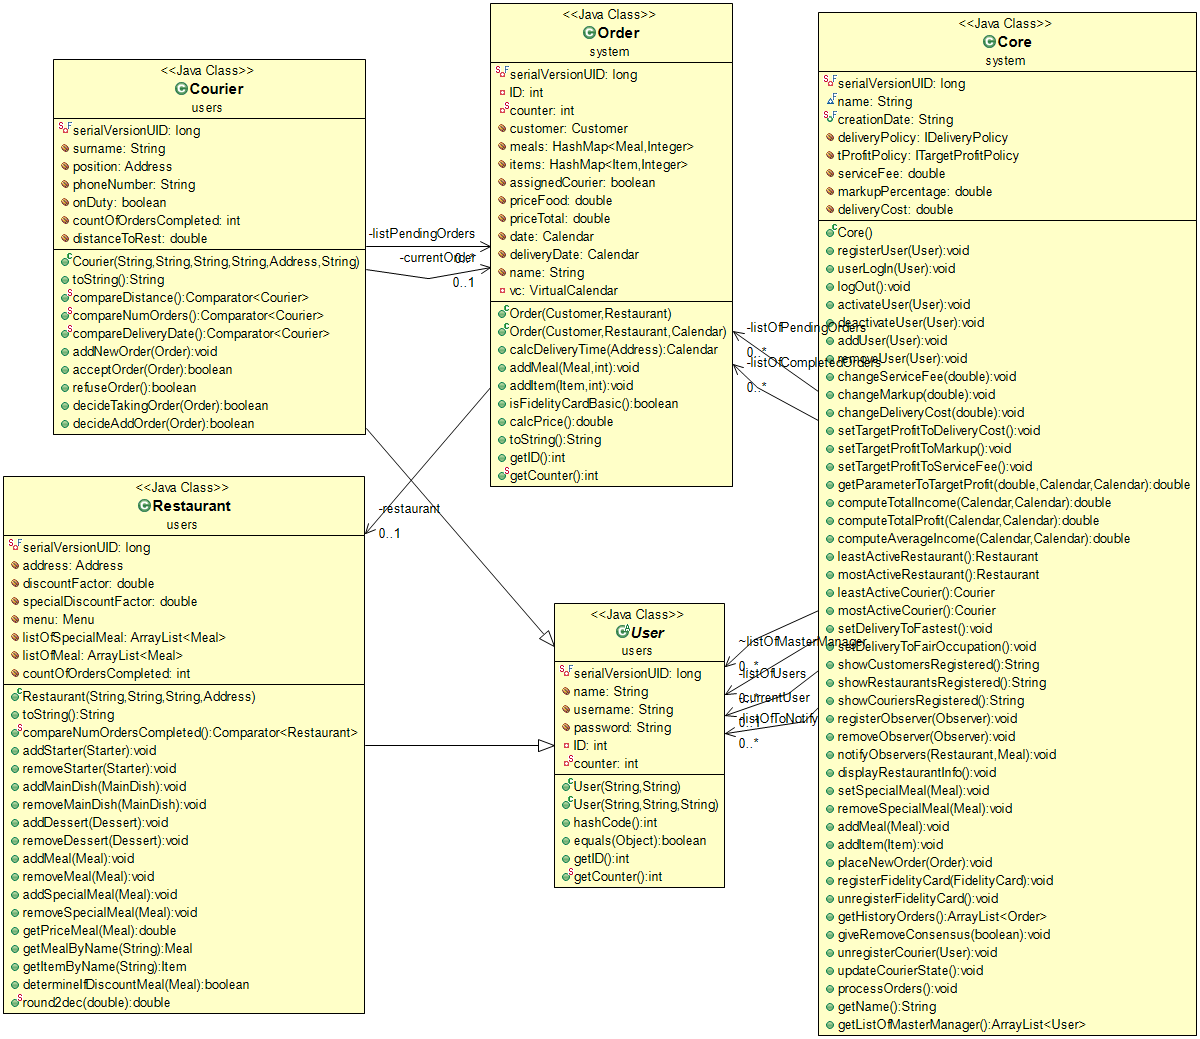 <<Java Class>>
Courier
users
serialVersionUID: long
surname: String
position: Address
phoneNumber: String
onDuty: boolean
countOfOrdersCompleted: int
distanceToRest: double
Courier(String,String,String,String,Address,String)
toString():String
compareDistance():Comparator<Courier>
compareNumOrders():Comparator<Courier>
compareDeliveryDate():Comparator<Courier>
addNewOrder(Order):void
acceptOrder(Order):boolean
refuseOrder():boolean
decideTakingOrder(Order):boolean
decideAddOrder(Order):boolean
-listPendingOrders
0..*
-currentOrder
0..1
<<Java Class>>
Order
system
serialVersionUID: long
ID: int
counter: int
customer: Customer
meals: HashMap<Meal,Integer>
items: HashMap<Item,Integer>
assignedCourier: boolean
priceFood: double
priceTotal: double
date: Calendar
deliveryDate: Calendar
name: String
vc: VirtualCalendar
Order(Customer,Restaurant)
Order(Customer,Restaurant,Calendar)
calcDeliveryTime(Address):Calendar
addMeal(Meal,int):void
addItem(Item,int):void
isFidelityCardBasic():boolean
calcPrice():double
toString():String
getID():int
getCounter():int
-listOfPendingOrders
0..*
-listOfCompletedOrders
0..*
<<Java Class>>
Core
system
serialVersionUID: long
name: String
creationDate: String
deliveryPolicy: IDeliveryPolicy
tProfitPolicy: ITargetProfitPolicy
serviceFee: double
markupPercentage: double
deliveryCost: double
Core()
registerUser(User):void
userLogIn(User):void
logOut():void
activateUser(User):void
deactivateUser(User):void
addUser(User):void
removeUser(User):void
changeServiceFee(double):void
changeMarkup(double):void
changeDeliveryCost(double):void
setTargetProfitToDeliveryCost():void
setTargetProfitToMarkup():void
setTargetProfitToServiceFee():void
getParameterToTargetProfit(double,Calendar,Calendar):double
computeTotalIncome(Calendar,Calendar):double
computeTotalProfit(Calendar,Calendar):double
computeAverageIncome(Calendar,Calendar):double
leastActiveRestaurant():Restaurant
mostActiveRestaurant():Restaurant
leastActiveCourier():Courier
mostActiveCourier():Courier
setDeliveryToFastest():void
setDeliveryToFairOccupation():void
showCustomersRegistered():String
showRestaurantsRegistered():String
showCouriersRegistered():String
registerObserver(Observer):void
removeObserver(Observer):void
notifyObservers(Restaurant,Meal):void
displayRestaurantInfo():void
setSpecialMeal(Meal):void
removeSpecialMeal(Meal):void
addMeal(Meal):void
addItem(Item):void
placeNewOrder(Order):void
registerFidelityCard(FidelityCard):void
unregisterFidelityCard():void
getHistoryOrders():ArrayList<Order>
giveRemoveConsensus(boolean):void
unregisterCourier(User):void
updateCourierState():void
processOrders():void
getName():String
getListOfMasterManager():ArrayList<User>
<<Java Class>>
Restaurant
users
serialVersionUID: long
address: Address
discountFactor: double
specialDiscountFactor: double
menu: Menu
listOfSpecialMeal: ArrayList<Meal>
listOfMeal: ArrayList<Meal>
countOfOrdersCompleted: int
Restaurant(String,String,String,Address)
toString():String
compareNumOrdersCompleted():Comparator<Restaurant>
addStarter(Starter):void
removeStarter(Starter):void
addMainDish(MainDish):void
removeMainDish(MainDish):void
addDessert(Dessert):void
removeDessert(Dessert):void
addMeal(Meal):void
removeMeal(Meal):void
addSpecialMeal(Meal):void
removeSpecialMeal(Meal):void
getPriceMeal(Meal):double
getMealByName(String):Meal
getItemByName(String):Item
determineIfDiscountMeal(Meal):boolean
round2dec(double):double
-restaurant
0..1
<<Java Class>>
User
users
serialVersionUID: long
name: String
username: String
password: String
ID: int
counter: int
User(String,String)
User(String,String,String)
hashCode():int
equals(Object):boolean
getID():int
getCounter():int
~listOfMasterManager
0..*
-listOfUsers
0..*
-currentUser
0..1
-listOfToNotify
0..*